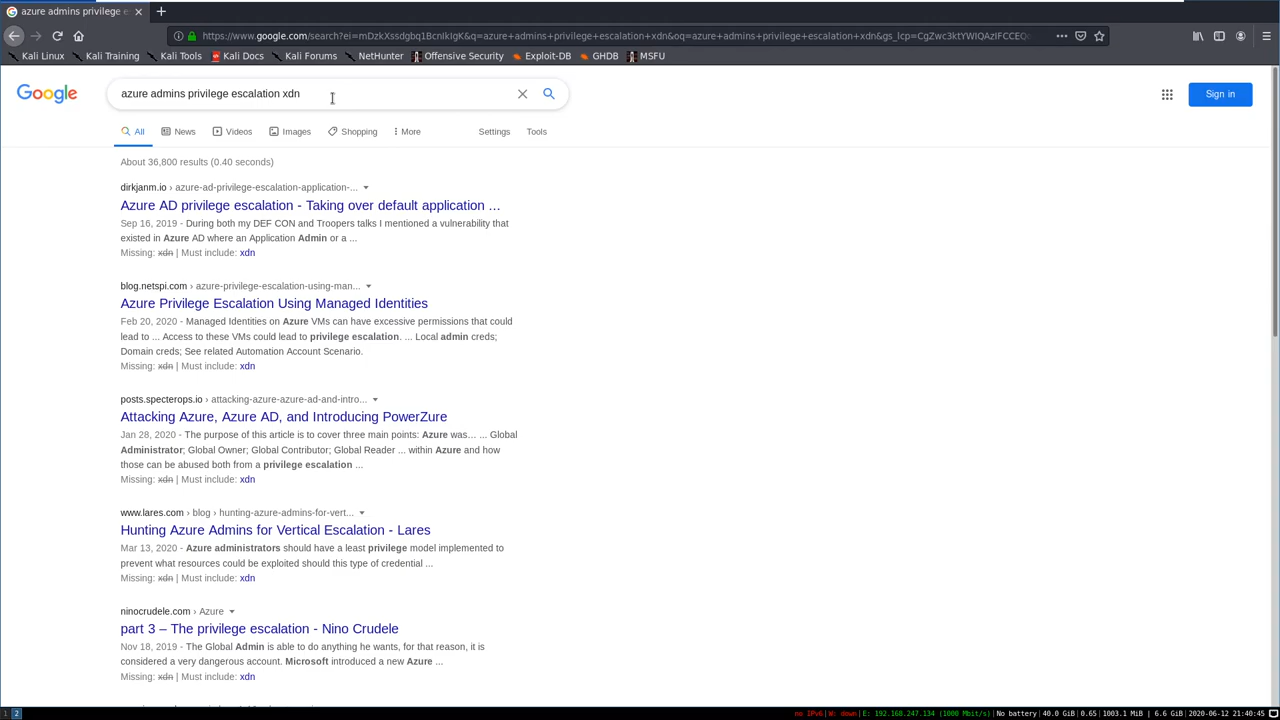 azure admins privilege e
https://www.google.com/search?ei=mDzkXssdgbq1BcnIkIgK&q=azure+admins+privilege+escalation+xdn&oq=azure+admins+privilege+escalation+xdn&gs_lcp=CgZwc3ktYWIQAzIFCCEQ
Kali Linux Kali Training Kali Tools Kali Docs Kali Forums NetHunter Offensive Security Exploit-DB GHDB MSFU
Google
azure admins privilege escalation xdn
Sign in
All News Videos Images Shopping More Settings Tools
About 36,800 results (0.40 seconds)
dirkjanm.io › azure-ad-privilege-escalation-application-...
Azure AD privilege escalation - Taking over default application ...
Sep 16, 2019 - During both my DEF CON and Troopers talks I mentioned a vulnerability that
existed in Azure AD where an Application Admin or a ...
Missing: xdn | Must include: xdn
blog.netspi.com › azure-privilege-escalation-using-man...
Azure Privilege Escalation Using Managed Identities
Feb 20, 2020 - Managed Identities on Azure VMs can have excessive permissions that could
lead to ... Access to these VMs could lead to privilege escalation. ... Local admin creds;
Domain creds; See related Automation Account Scenario.
Missing: xdn | Must include: xdn
posts.specterops.io › attacking-azure-azure-ad-and-intro...
Attacking Azure, Azure AD, and Introducing PowerZure
Jan 28, 2020 - The purpose of this article is to cover three main points: Azure was… ... Global
Administrator; Global Owner; Global Contributor; Global Reader ... within Azure and how
those can be abused both from a privilege escalation ...
Missing: xdn | Must include: xdn
www.lares.com › blog › hunting-azure-admins-for-vert...
Hunting Azure Admins for Vertical Escalation - Lares
Mar 13, 2020 - Azure administrators should have a least privilege model implemented to
prevent what resources could be exploited should this type of credential ...
Missing: xdn | Must include: xdn
ninocrudele.com › Azure
part 3 – The privilege escalation - Nino Crudele
Nov 18, 2019 - The Global Admin is able to do anything he wants, for that reason, it is
considered a very dangerous account. Microsoft introduced a new Azure ...
Missing: xdn | Must include: xdn
1 2 no IPv6| W: down| E: 192.168.247.134 (1000 Mbit/s)| No battery| 40.0 GiB| 0.65| 1003.1 MiB | 6.6 GiB| 2020-06-12 21:40:45